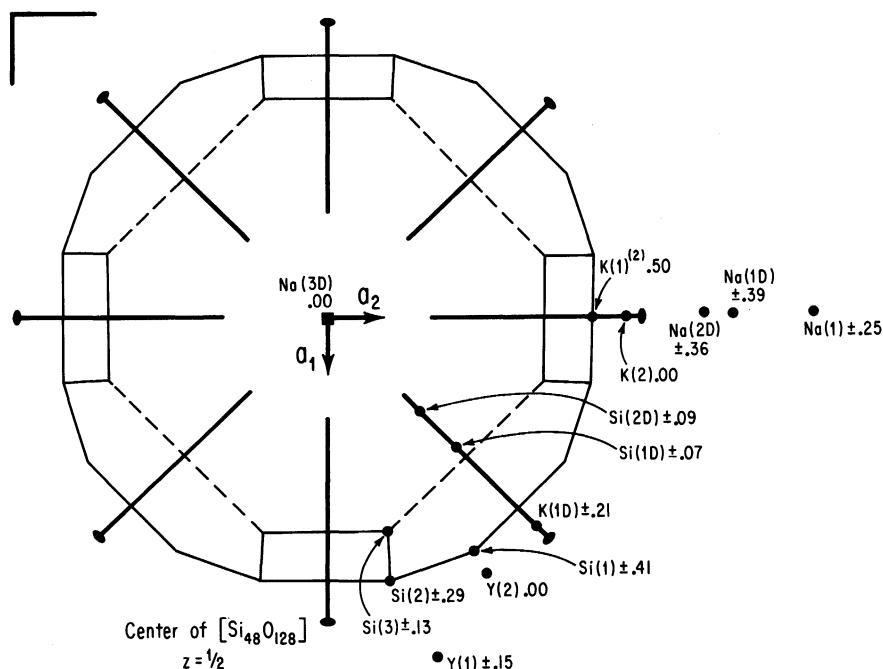 Na(3D)
.00
a₂
a₁
K(1)⁽²⁾.50
Na(1D)
±.39
Na(2D)
±.36
Na(1)±.25
K(2).00
Si(2D)±.09
Si(1D)±.07
K(1D)±.21
Si(1)±.41
Y(2).00
Si(2)±.29
Si(3)±.13
Center of [Si₄₈O₁₂₈]
z = ½
Y(1)±.15